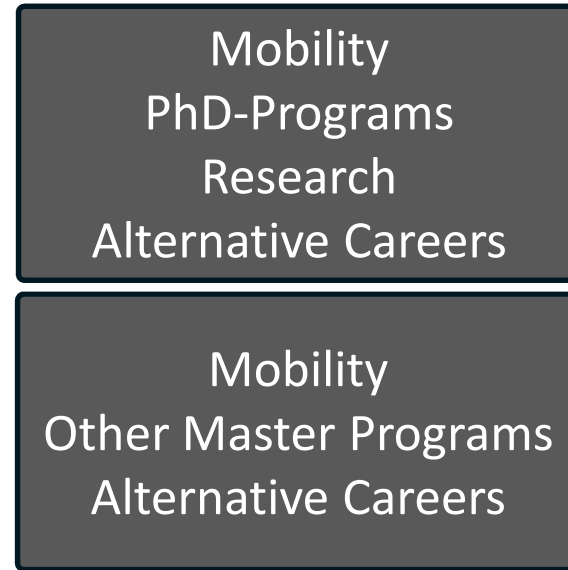 Mobility
PhD-Programs
Research
Alternative Careers
Mobility
Other Master Programs
Alternative Careers